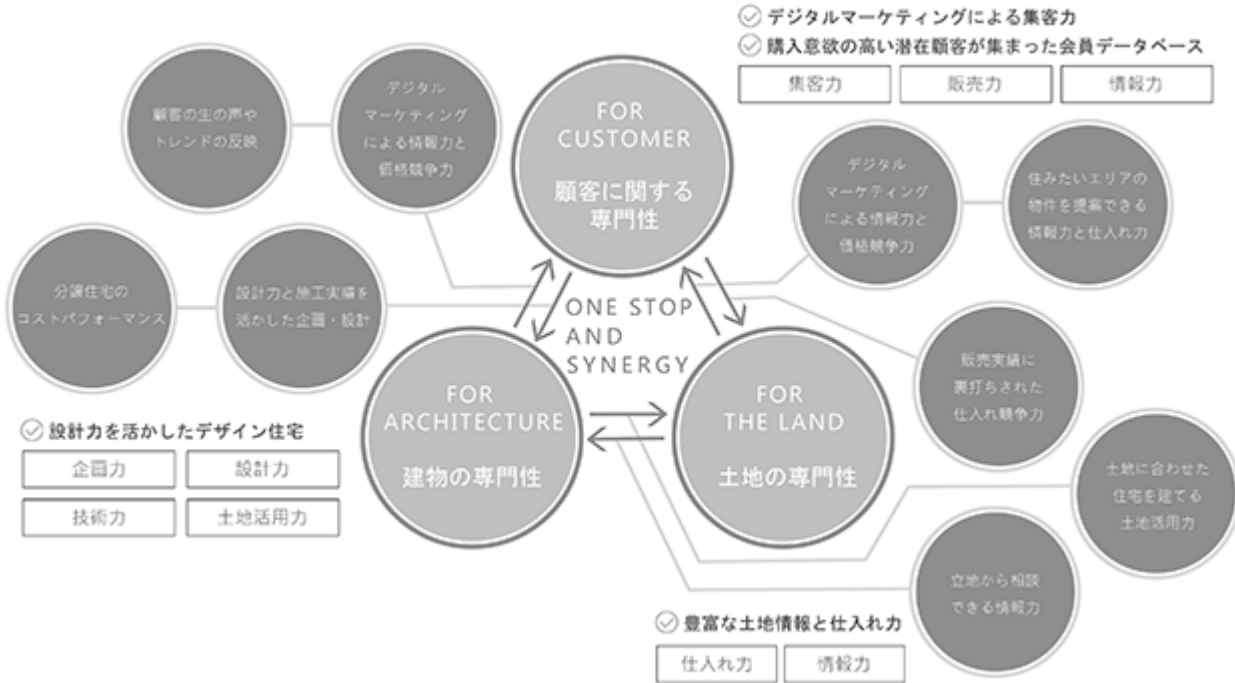 デジタルマーケティングによる集客力
購入意欲の高い潜在顧客が集まった会員データベース
集客力
販売力
情報力
顧客の生の声や
トレンドの反映
デジタル
マーケティング
による情報力と
価格競争力
FOR
CUSTOMER
顧客に関する
専門性
デジタル
マーケティング
による情報力と
価格競争力
住みたいエリアの
物件を提案できる
情報力と仕入れ力
分譲住宅の
コストパフォーマンス
設計力と施工実績を
活かした企画・設計
ONE STOP
AND
SYNERGY
販売実績に
裏打ちされた
仕入れ競争力
FOR
ARCHITECTURE
建物の専門性
FOR
THE LAND
土地の専門性
設計力を活かしたデザイン住宅
企画力
設計力
技術力
土地活用力
土地に合わせた
住宅を建てる
土地活用力
立地から相談
できる情報力
豊富な土地情報と仕入れ力
仕入れ力
情報力